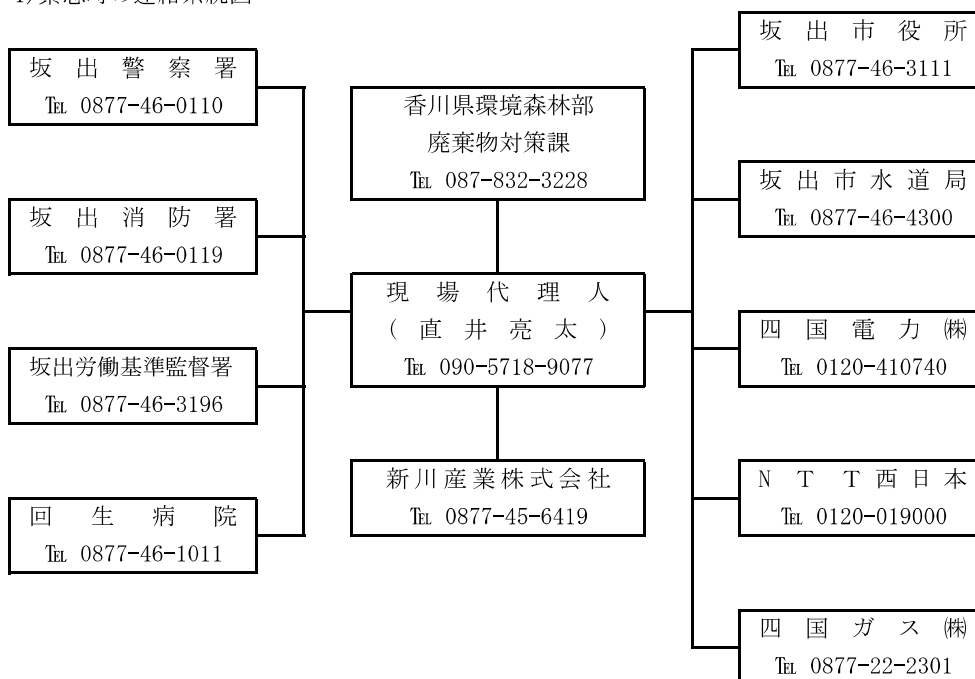 坂出警察署
℡ 0877-46-0110
坂出消防署
℡ 0877-46-0119
坂出労働基準監督署
℡ 0877-46-3196
回生病院
℡ 0877-46-1011
香川県環境森林部
廃棄物対策課
℡ 087-832-3228
現場代理人
(直井亮太)
℡ 090-5718-9077
新川産業株式会社
℡ 0877-45-6419
坂出市役所
℡ 0877-46-3111
坂出市水道局
℡ 0877-46-4300
四国電力㈱
℡ 0120-410740
NTT西日本
℡ 0120-019000
四国ガス㈱
℡ 0877-22-2301